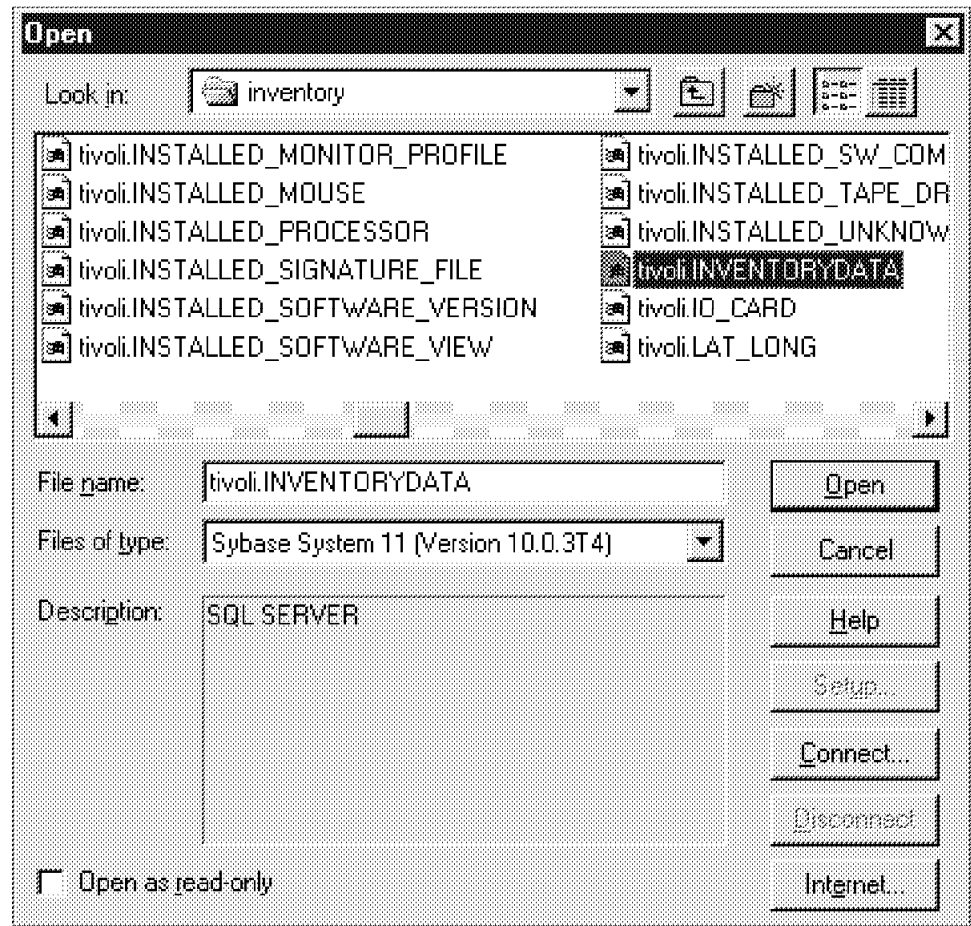 Open
Look in: inventory
tivoli.INSTALLED_MONITOR_PROFILE
tivoli.INSTALLED_MOUSE
tivoli.INSTALLED_PROCESSOR
tivoli.INSTALLED_SIGNATURE_FILE
tivoli.INSTALLED_SOFTWARE_VERSION
tivoli.INSTALLED_SOFTWARE_VIEW
tivoli.INSTALLED_SW_COM
tivoli.INSTALLED_TAPE_DR
tivoli.INSTALLED_UNKNOW
tivoli.INVENTORYDATA
tivoli.IO_CARD
tivoli.LAT_LONG
File name: tivoli.INVENTORYDATA
Open
Files of type: Sybase System 11 (Version 10.0.3T4)
Cancel
Description: SQL SERVER
Help
Setup...
Connect...
Disconnect
Open as read-only
Internet...